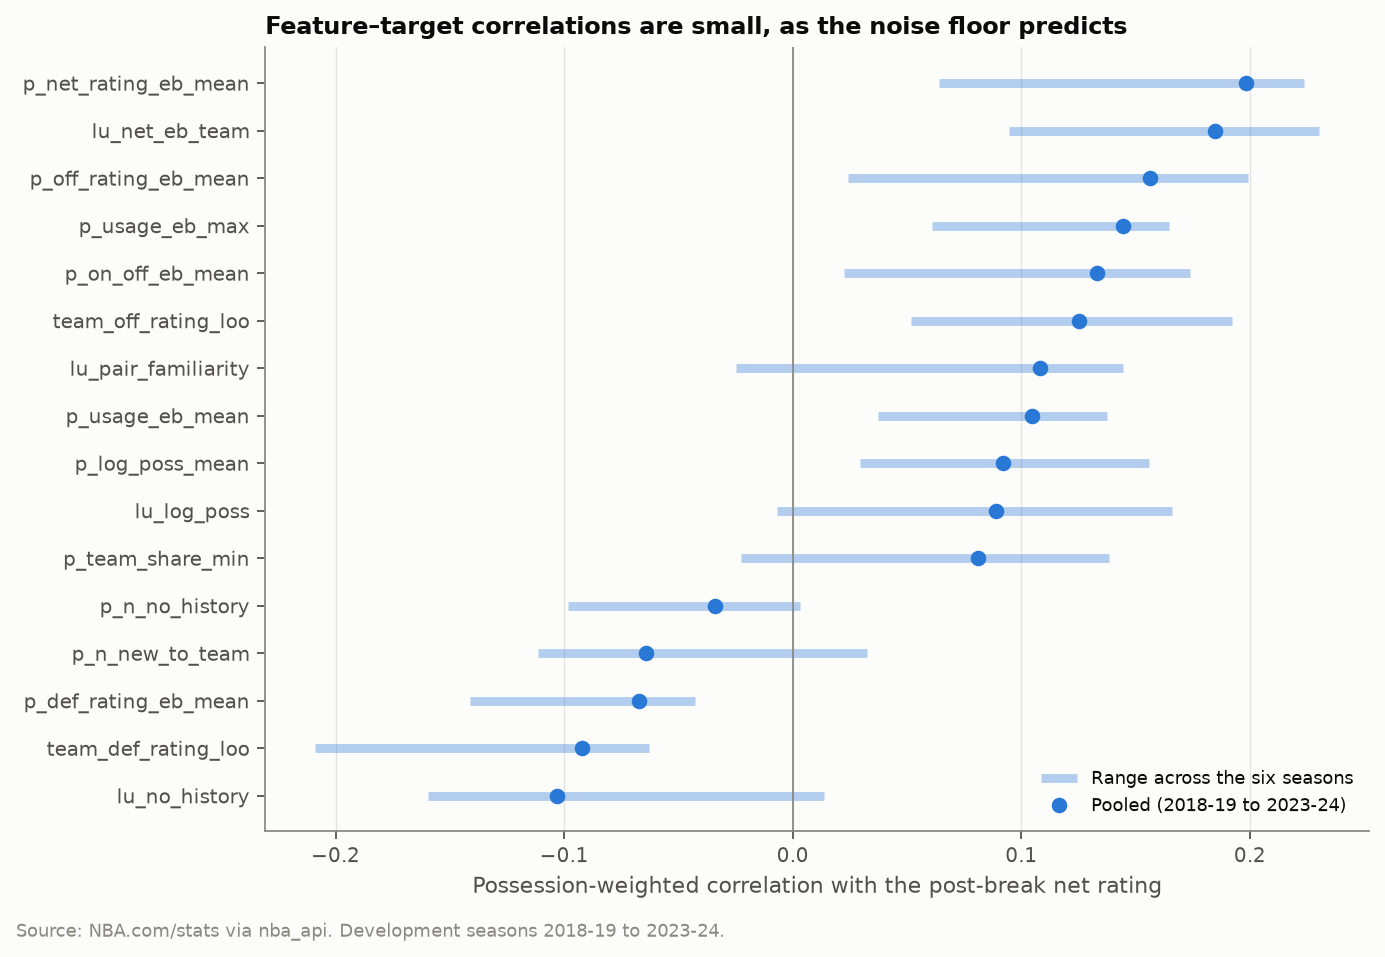 Feature–target correlations are small, as the noise floor predicts
p_net_rating_eb_mean
lu_net_eb_team
p_off_rating_eb_mean
p_usage_eb_max
p_on_off_eb_mean
team_off_rating_loo
lu_pair_familiarity
p_usage_eb_mean
p_log_poss_mean
lu_log_poss
p_team_share_min
p_n_no_history
p_n_new_to_team
p_def_rating_eb_mean
team_def_rating_loo
lu_no_history
Range across the six seasons
Pooled (2018-19 to 2023-24)
−0.2 −0.1 0.0 0.1 0.2
Possession-weighted correlation with the post-break net rating
Source: NBA.com/stats via nba_api. Development seasons 2018-19 to 2023-24.